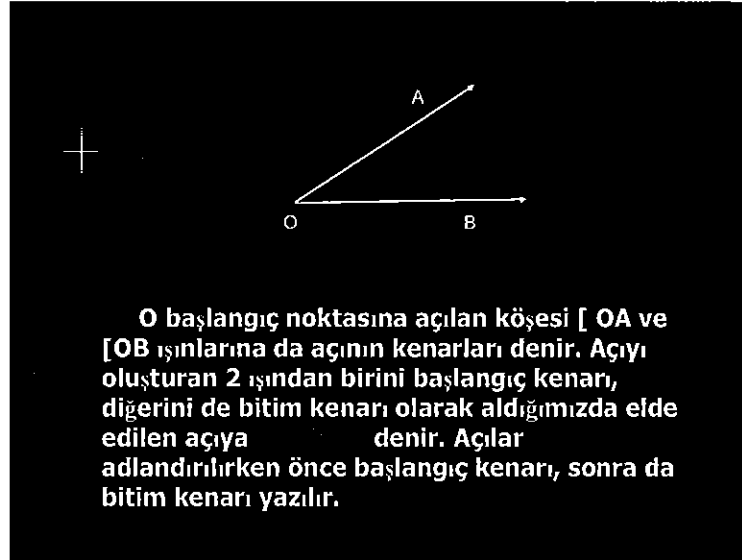 A
O
B
O başlangıç noktasına açılan köşesi [ OA ve
[OB ışınlarına da açının kenarları denir. Açıyı
oluşturan 2 ışından birini başlangıç kenarı,
diğerini de bitim kenarı olarak aldığımızda elde
edilen açıya denir. Açılar
adlandırılırken önce başlangıç kenarı, sonra da
bitim kenarı yazılır.